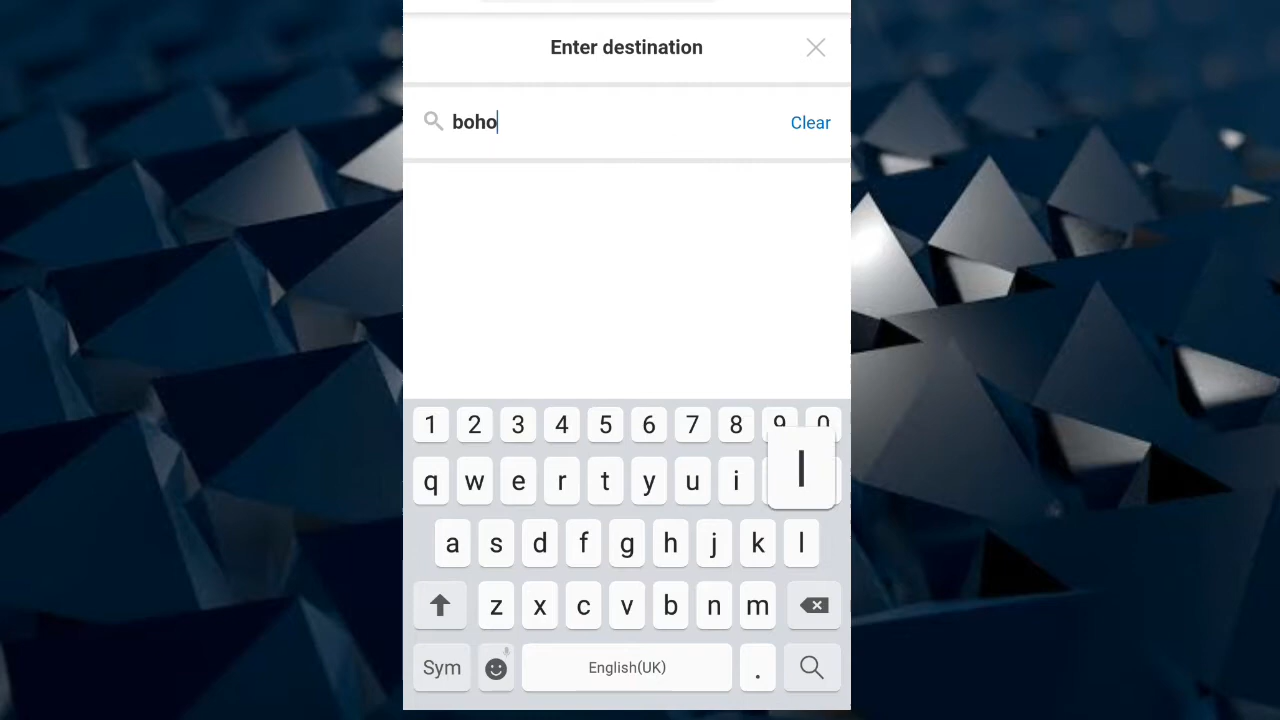 Enter destination
boho Clear
1 2 3 4 5 6 7 8 9 0
q w e r t y u i l
a s d f g h j k l
z x c v b n m
Sym English(UK) .